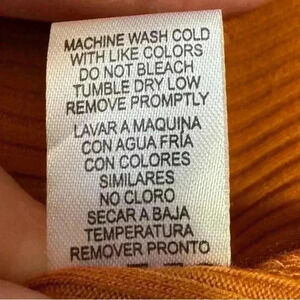 MACHINE WASH COLD
WITH LIKE COLORS
DO NOT BLEACH
TUMBLE DRY LOW
REMOVE PROMPTLY
LAVAR A MAQUINA
CON AGUA FRÍA
CON COLORES
SIMILARES
NO CLORO
SECAR A BAJA
TEMPERATURA
REMOVER PRONTO